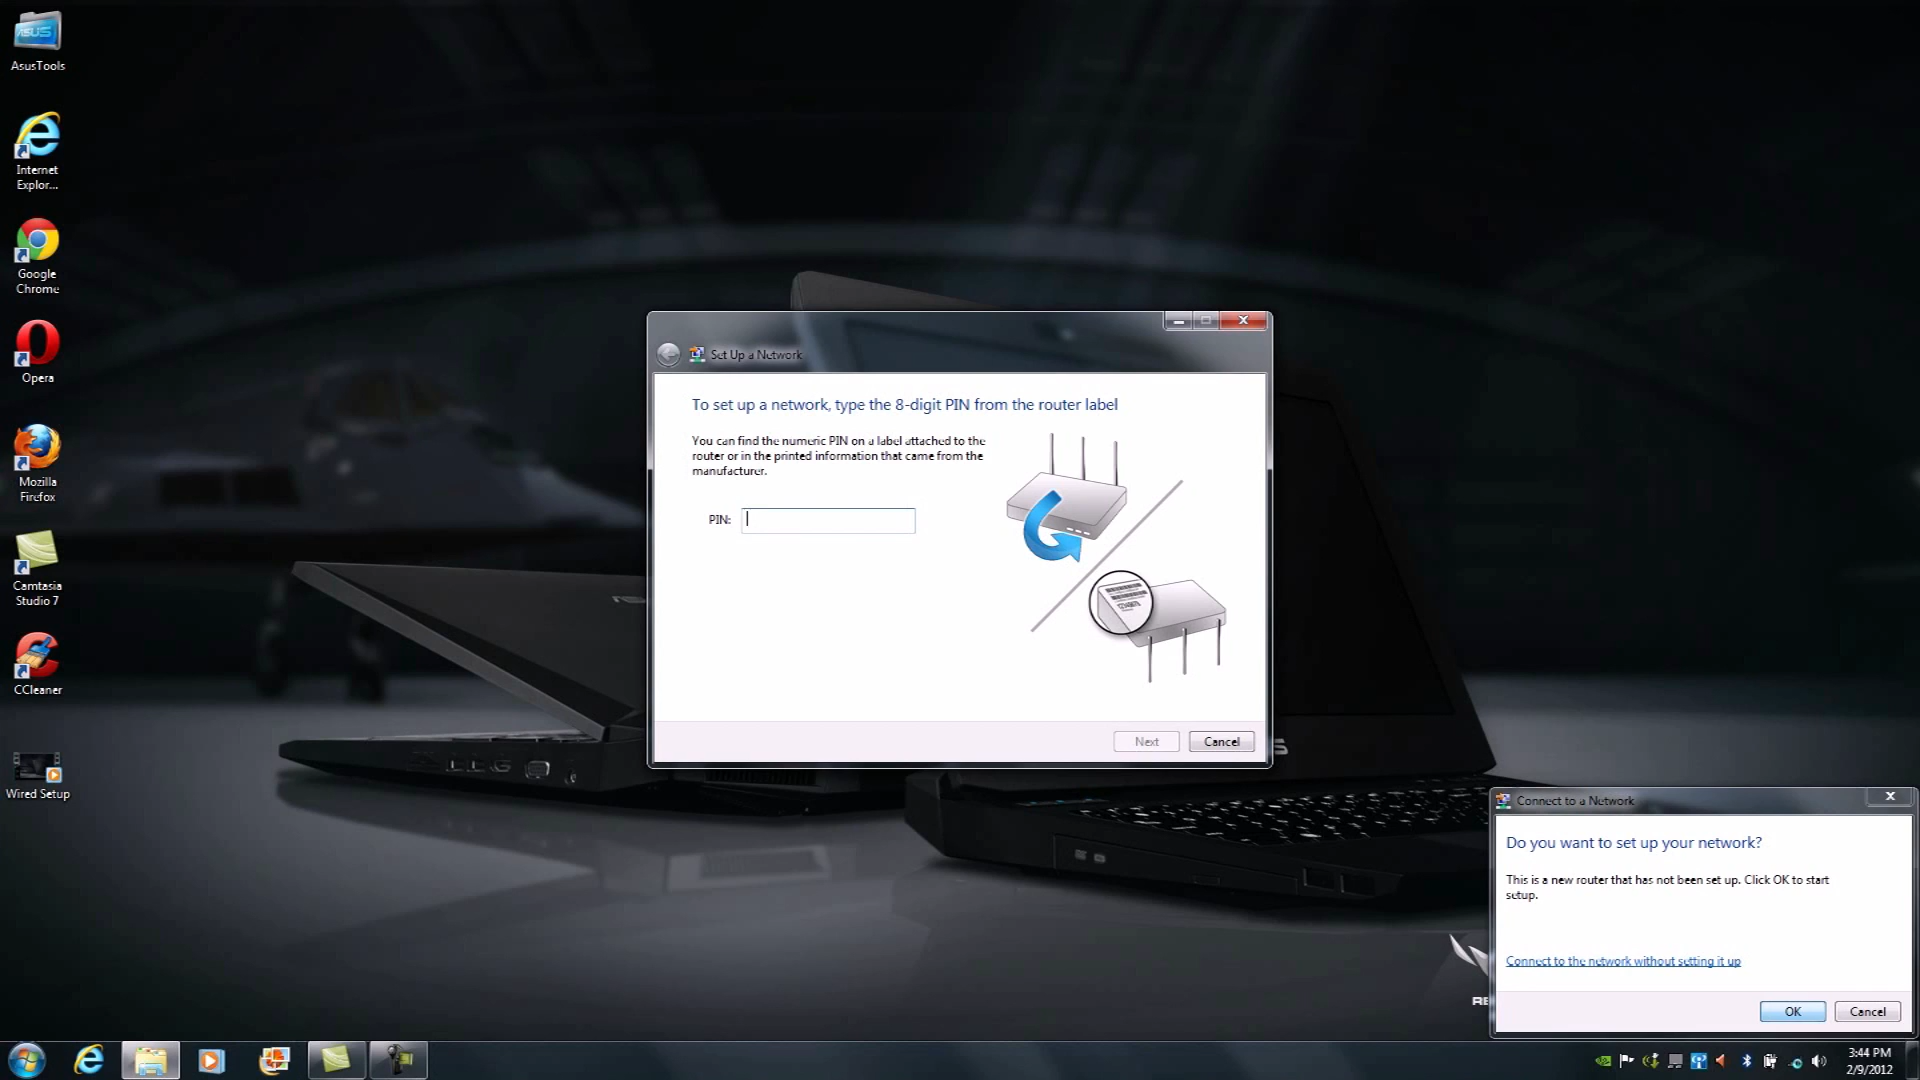 ASUS
AsusTools
Internet
Explor...
Google
Chrome
Opera
Mozilla
Firefox
Camtasia
Studio 7
CCleaner
Wired Setup
Set Up a Network
To set up a network, type the 8-digit PIN from the router label
You can find the numeric PIN on a label attached to the
router or in the printed information that came from the
manufacturer.
PIN:
Next
Cancel
Connect to a Network
Do you want to set up your network?
This is a new router that has not been set up. Click OK to start
setup.
Connect to the network without setting it up
OK
Cancel
3:44 PM
2/9/2012